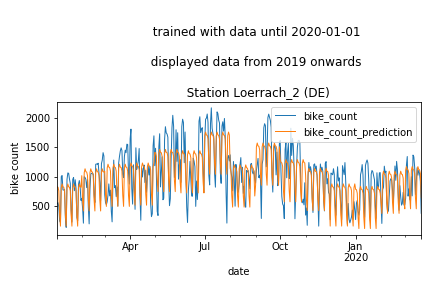 trained with data until 2020-01-01
displayed data from 2019 onwards
Station Loerrach_2 (DE)
bike_count
bike_count_prediction
2000
1500
1000
500
bike count
Apr
Jul
Oct
Jan
2020
date